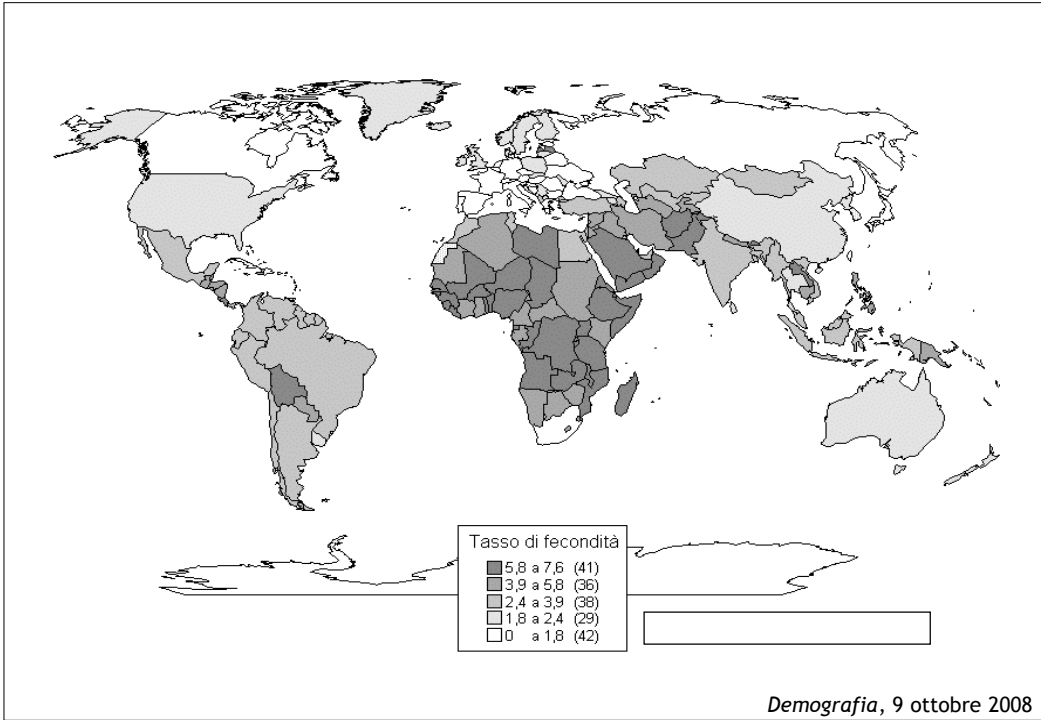 Tasso di fecondità
5,8 a 7,6 (41)
3,9 a 5,8 (36)
2,4 a 3,9 (38)
1,8 a 2,4 (29)
0 a 1,8 (42)
Demografia, 9 ottobre 2008